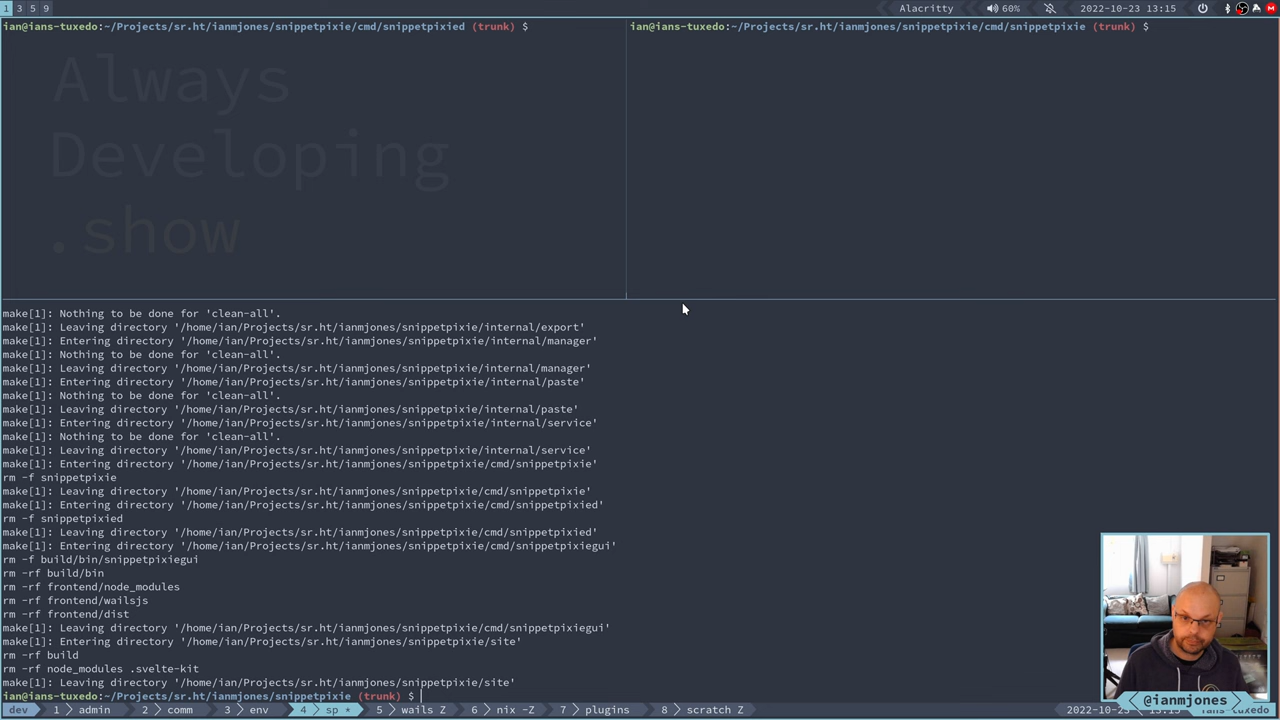 1 3 5 9
Alacritty 60% 2022-10-23 13:15
ian@ians-tuxedo:~/Projects/sr.ht/ianmjones/snippetpixie/cmd/snippetpixied (trunk) $
Always
Developing
.show
ian@ians-tuxedo:~/Projects/sr.ht/ianmjones/snippetpixie/cmd/snippetpixie (trunk) $
make[1]: Nothing to be done for 'clean-all'.
make[1]: Leaving directory '/home/ian/Projects/sr.ht/ianmjones/snippetpixie/internal/export'
make[1]: Entering directory '/home/ian/Projects/sr.ht/ianmjones/snippetpixie/internal/manager'
make[1]: Nothing to be done for 'clean-all'.
make[1]: Leaving directory '/home/ian/Projects/sr.ht/ianmjones/snippetpixie/internal/manager'
make[1]: Entering directory '/home/ian/Projects/sr.ht/ianmjones/snippetpixie/internal/paste'
make[1]: Nothing to be done for 'clean-all'.
make[1]: Leaving directory '/home/ian/Projects/sr.ht/ianmjones/snippetpixie/internal/paste'
make[1]: Entering directory '/home/ian/Projects/sr.ht/ianmjones/snippetpixie/internal/service'
make[1]: Nothing to be done for 'clean-all'.
make[1]: Leaving directory '/home/ian/Projects/sr.ht/ianmjones/snippetpixie/internal/service'
make[1]: Entering directory '/home/ian/Projects/sr.ht/ianmjones/snippetpixie/cmd/snippetpixie'
rm -f snippetpixie
make[1]: Leaving directory '/home/ian/Projects/sr.ht/ianmjones/snippetpixie/cmd/snippetpixie'
make[1]: Entering directory '/home/ian/Projects/sr.ht/ianmjones/snippetpixie/cmd/snippetpixied'
rm -f snippetpixied
make[1]: Leaving directory '/home/ian/Projects/sr.ht/ianmjones/snippetpixie/cmd/snippetpixied'
make[1]: Entering directory '/home/ian/Projects/sr.ht/ianmjones/snippetpixie/cmd/snippetpixiegui'
rm -f build/bin/snippetpixiegui
rm -rf build/bin
rm -rf frontend/node_modules
rm -rf frontend/wailsjs
rm -rf frontend/dist
make[1]: Leaving directory '/home/ian/Projects/sr.ht/ianmjones/snippetpixie/cmd/snippetpixiegui'
make[1]: Entering directory '/home/ian/Projects/sr.ht/ianmjones/snippetpixie/site'
rm -rf build
rm -rf node_modules .svelte-kit
make[1]: Leaving directory '/home/ian/Projects/sr.ht/ianmjones/snippetpixie/site'
ian@ians-tuxedo:~/Projects/sr.ht/ianmjones/snippetpixie (trunk) $
@ianmjones
dev 1 admin 2 comm 3 env 4 sp * 5 wails Z 6 nix -Z 7 plugins 8 scratch Z 2022-10-23